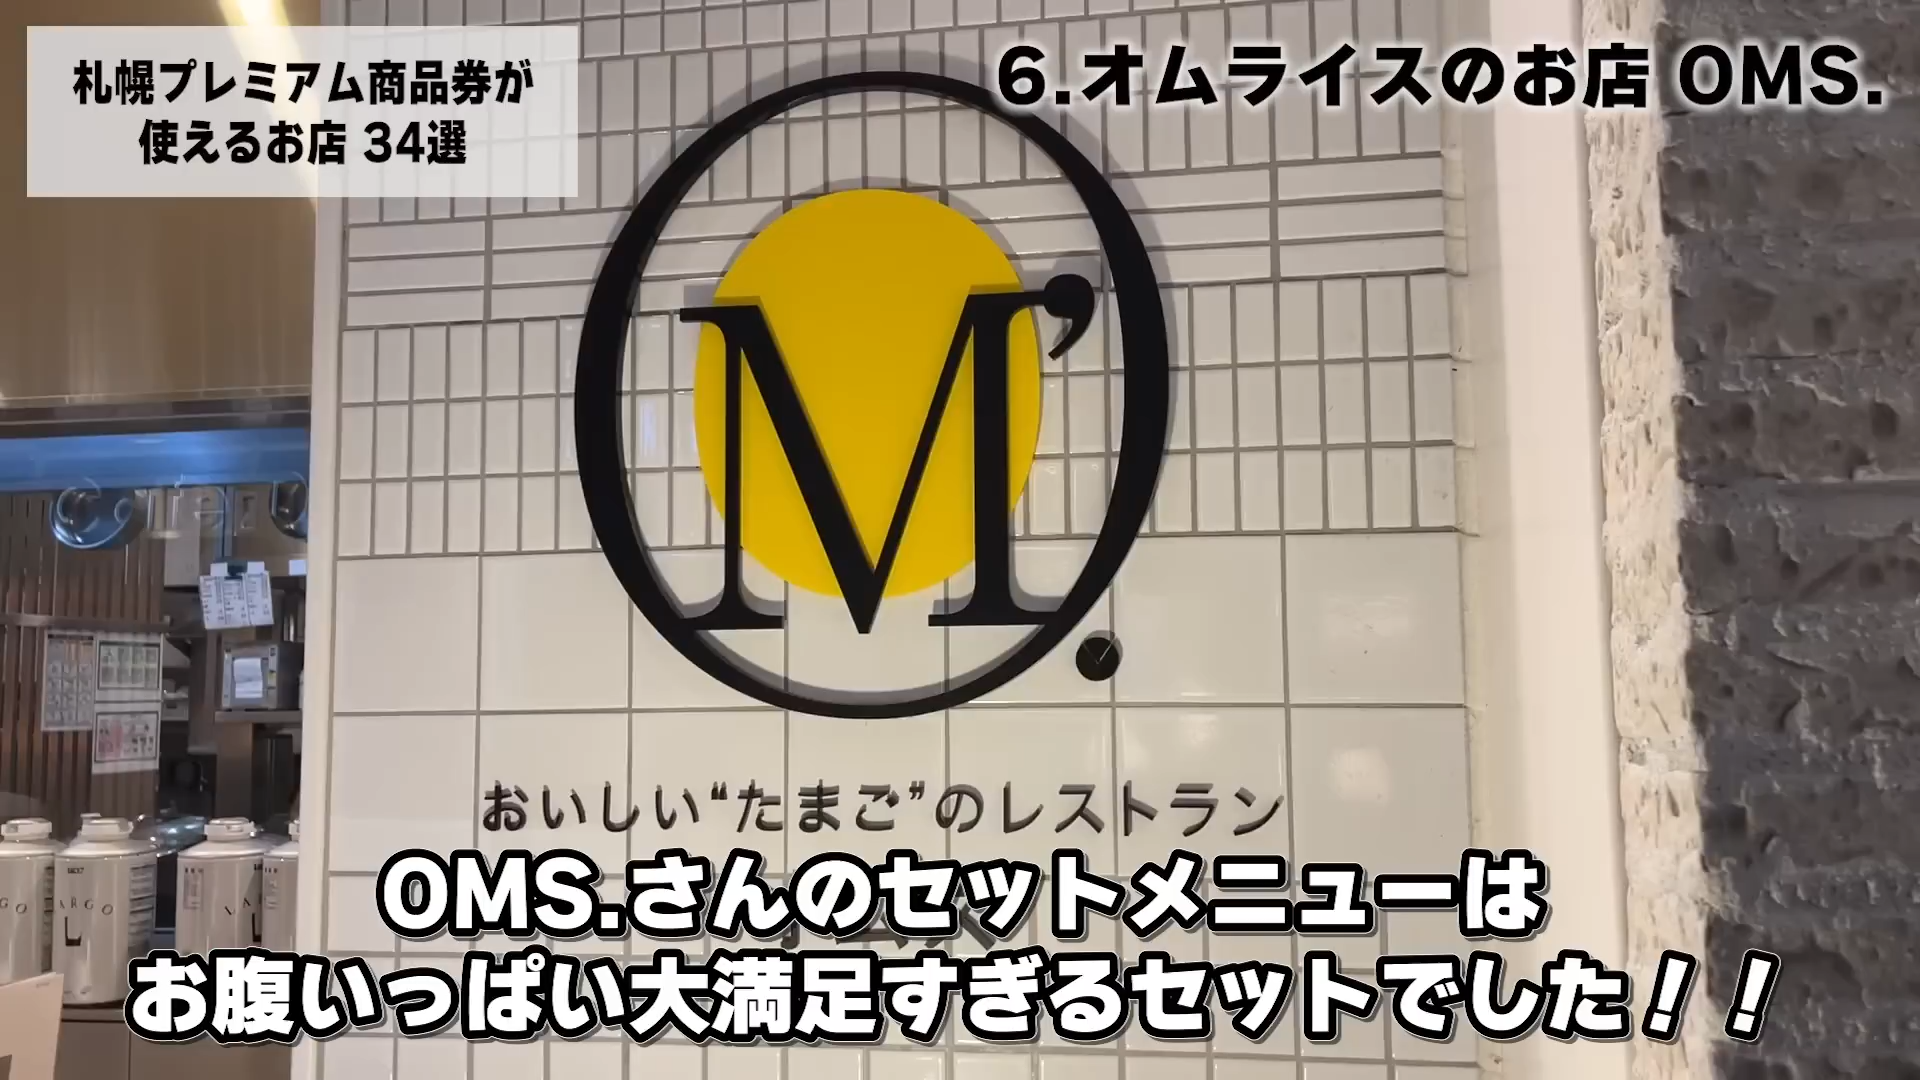 札幌プレミアム商品券が
使えるお店 34選
6.オムライスのお店 OMS.
OM'.
おいしい“たまご”のレストラン
OMS.さんのセットメニューは
お腹いっぱい大満足すぎるセットでした！！